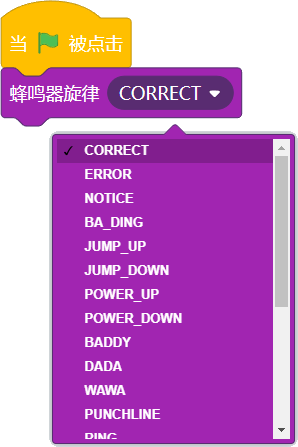 当 被点击
蜂鸣器旋律 CORRECT
✓ CORRECT
ERROR
NOTICE
BA_DING
JUMP_UP
JUMP_DOWN
POWER_UP
POWER_DOWN
BADDY
DADA
WAWA
PUNCHLINE